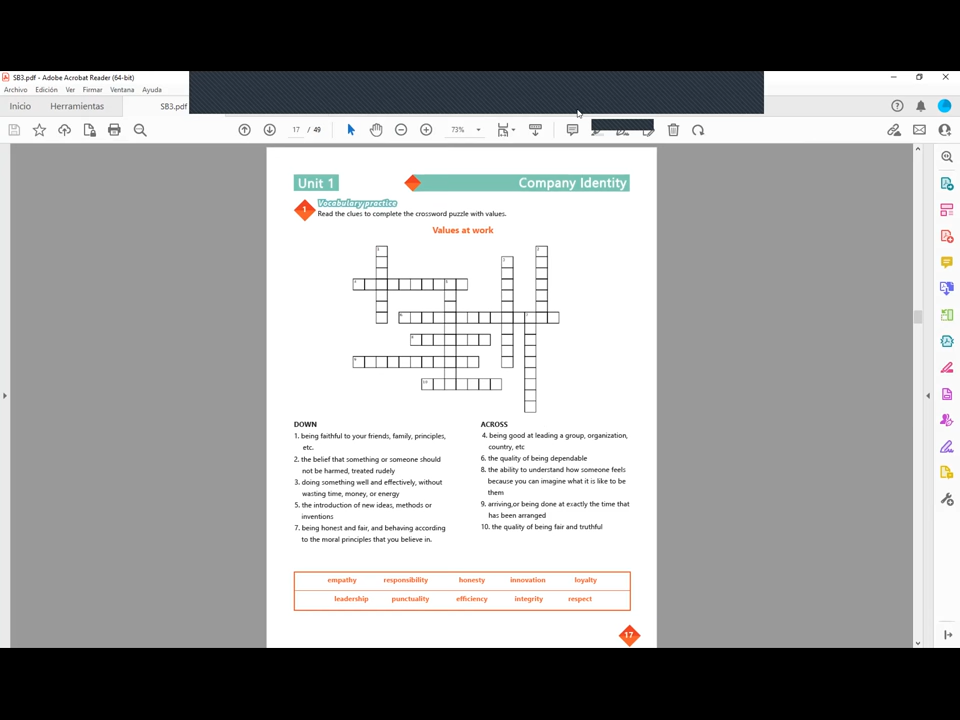 SB3.pdf - Adobe Acrobat Reader (64-bit)
Archivo Edición Ver Firmar Ventana Ayuda
Inicio Herramientas SB3.pdf
17 / 49 73%
Unit 1 Company Identity
1 Vocabulary practice
Read the clues to complete the crossword puzzle with values.
Values at work
DOWN
1. being faithful to your friends, family, principles,
etc.
2. the belief that something or someone should
not be harmed, treated rudely
3. doing something well and effectively, without
wasting time, money, or energy
5. the introduction of new ideas, methods or
inventions
7. being honest and fair, and behaving according
to the moral principles that you believe in.
ACROSS
4. being good at leading a group, organization,
country, etc
6. the quality of being dependable
8. the ability to understand how someone feels
because you can imagine what it is like to be
them
9. arriving,or being done at exactly the time that
has been arranged
10. the quality of being fair and truthful
empathy responsibility honesty innovation loyalty
leadership punctuality efficiency integrity respect
17